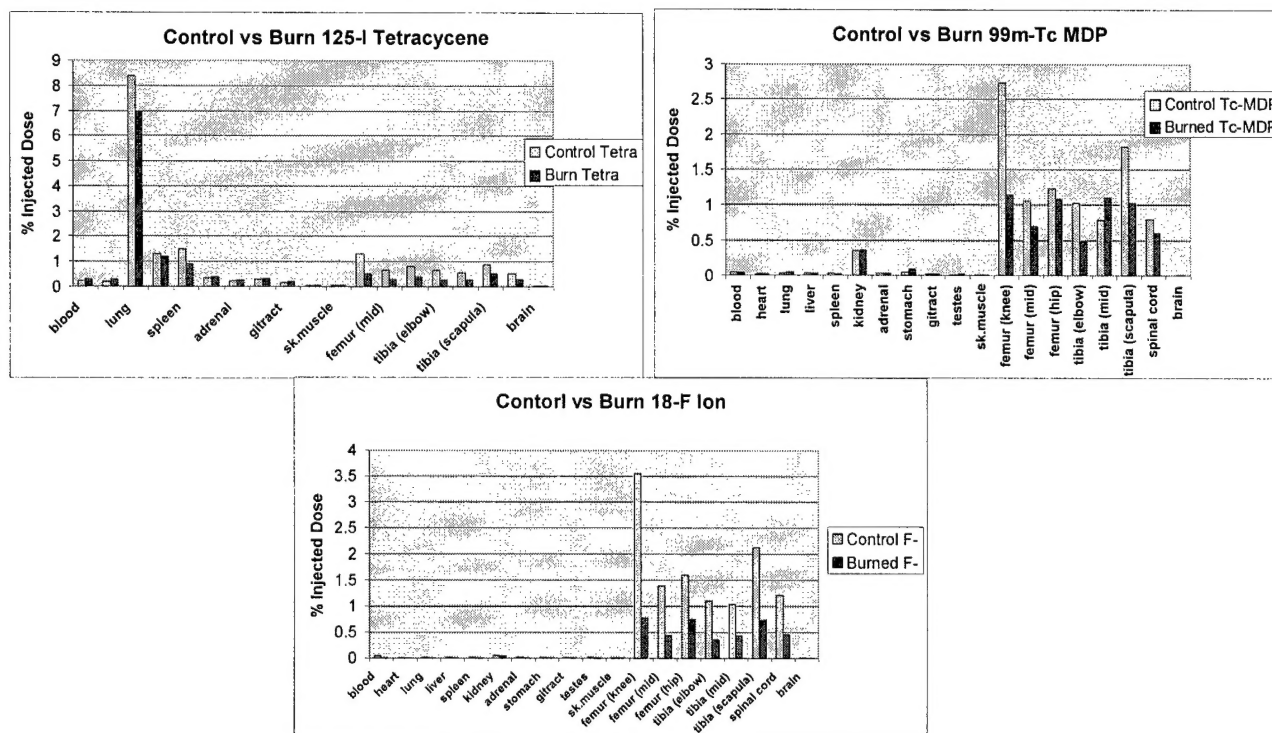 Control vs Burn 125-I Tetracycene
9
8
7
6
5
4
3
2
1
0
% Injected Dose
Control Tetra
Burn Tetra
blood
lung
spleen
adrenal
gitract
sk.muscle
femur (mid)
tibia (elbow)
tibia (scapula)
brain
Control vs Burn 99m-Tc MDP
3
2.5
2
1.5
1
0.5
0
% Injected Dose
Control Tc-MDP
Burned Tc-MDP
blood
heart
lung
liver
spleen
kidney
adrenal
stomach
gitract
testes
sk.muscle
femur (knee)
femur (mid)
femur (hip)
tibia (elbow)
tibia (mid)
tibia (scapula)
spinal cord
brain
Contorl vs Burn 18-F Ion
4
3.5
3
2.5
2
1.5
1
0.5
0
% Injected Dose
Control F-
Burned F-
blood
heart
lung
liver
spleen
kidney
adrenal
stomach
gitract
testes
sk.muscle
femur (knee)
femur (mid)
femur (hip)
tibia (elbow)
tibia (mid)
tibia (scapula)
spinal cord
brain